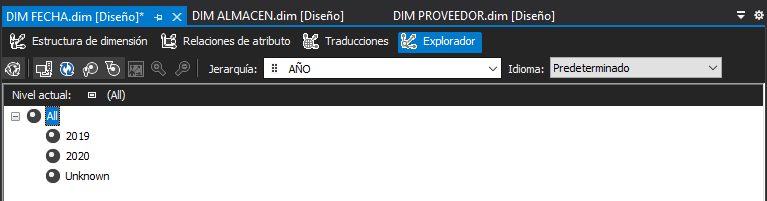 DIM FECHA.dim [Diseño]* DIM ALMACEN.dim [Diseño] DIM PROVEEDOR.dim [Diseño]
Estructura de dimensión Relaciones de atributo Traducciones Explorador
Jerarquía: AÑO Idioma: Predeterminado
Nivel actual: (All)
All
2019
2020
Unknown